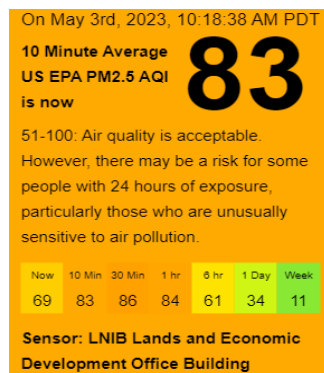 On May 3rd, 2023, 10:18:38 AM PDT
10 Minute Average
US EPA PM2.5 AQI
is now
83
51-100: Air quality is acceptable.
However, there may be a risk for some
people with 24 hours of exposure,
particularly those who are unusually
sensitive to air pollution.
Now 10 Min 30 Min 1 hr 6 hr 1 Day Week
69 83 86 84 61 34 11
Sensor: LNIB Lands and Economic
Development Office Building